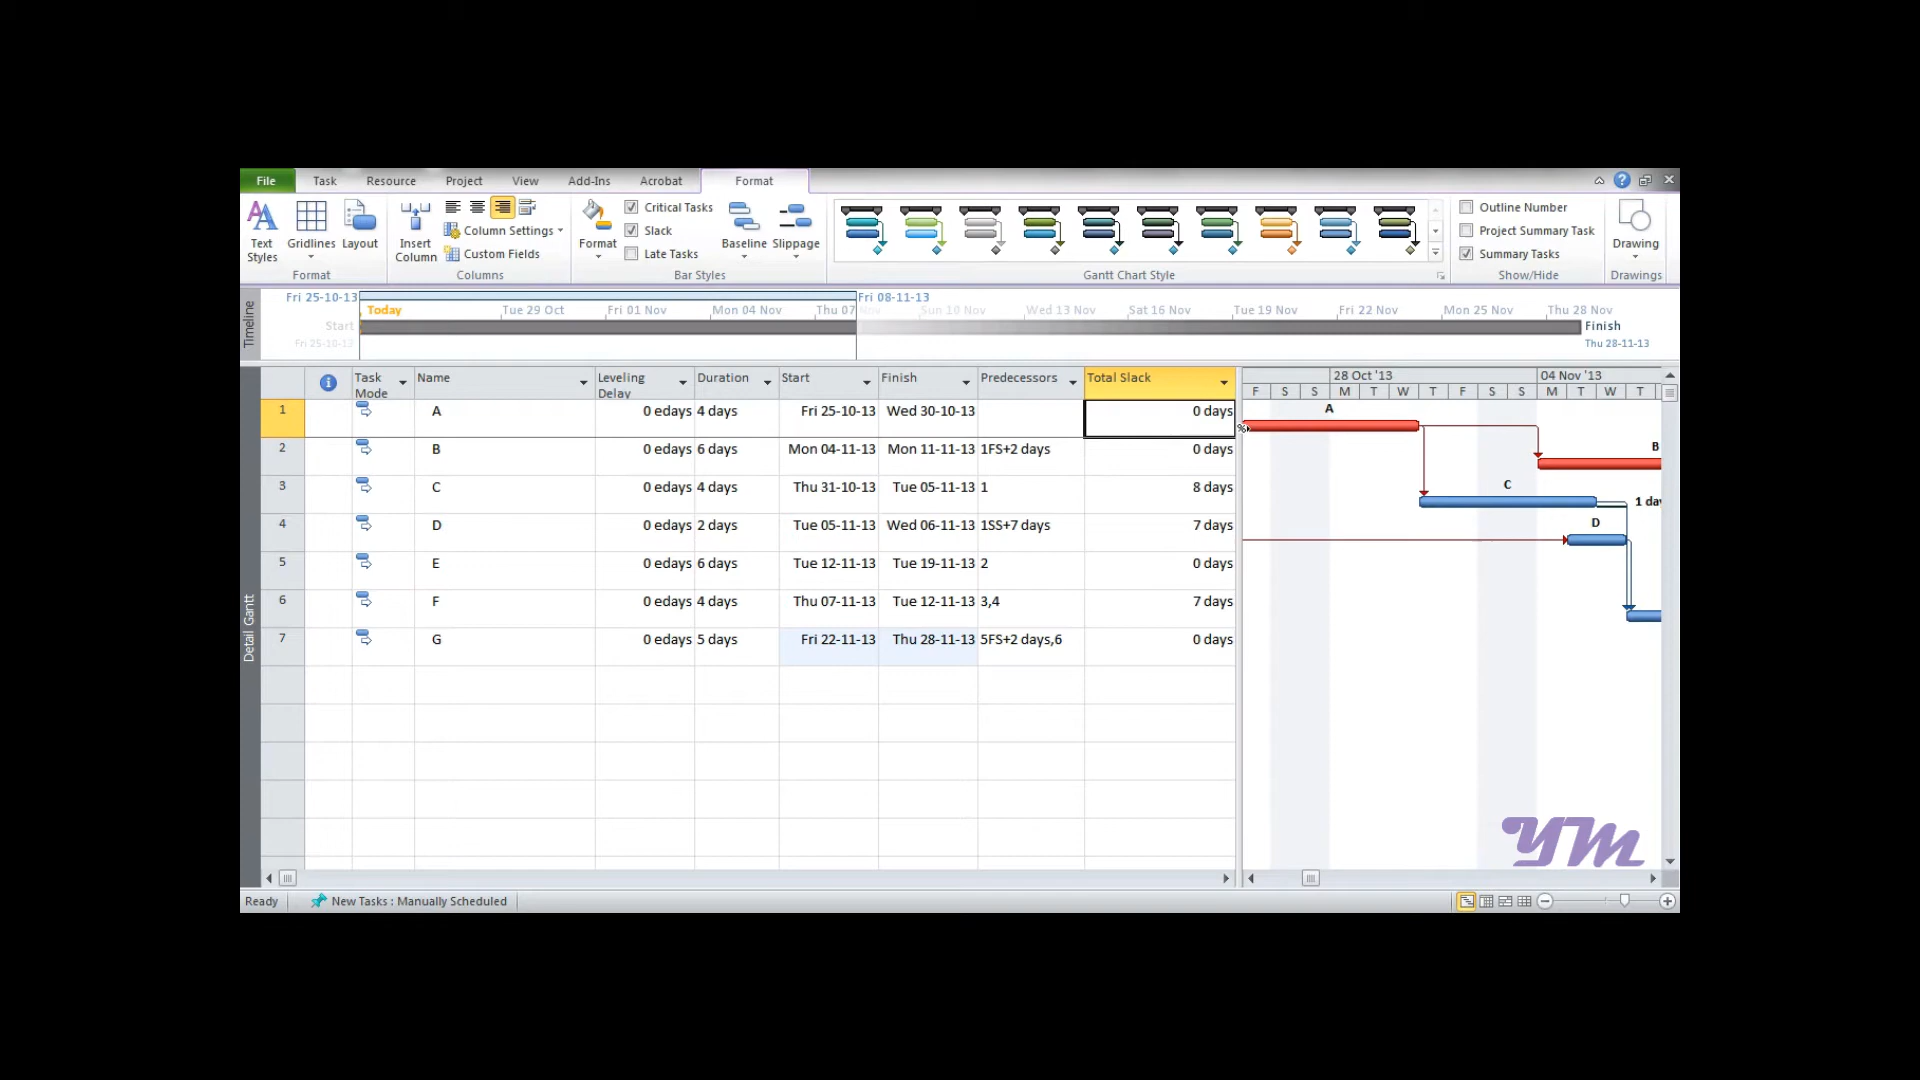 File Task Resource Project View Add-Ins Acrobat Format
Text Styles Gridlines Layout Insert Column Column Settings Custom Fields Format Critical Tasks Slack Late Tasks Baseline Slippage Outline Number Project Summary Task Summary Tasks Drawing
Format Columns Bar Styles Gantt Chart Style Show/Hide Drawings
Timeline
Fri 25-10-13 Fri 08-11-13
Today Tue 29 Oct Fri 01 Nov Mon 04 Nov Thu 07 Nov Sun 10 Nov Wed 13 Nov Sat 16 Nov Tue 19 Nov Fri 22 Nov Mon 25 Nov Thu 28 Nov
Start Finish
Fri 25-10-13 Thu 28-11-13
Detail Gantt
Task Mode Name Leveling Delay Duration Start Finish Predecessors Total Slack
28 Oct '13 04 Nov '13
F S S M T W T F S S M T W T
1 A 0 edays 4 days Fri 25-10-13 Wed 30-10-13 0 days
2 B 0 edays 6 days Mon 04-11-13 Mon 11-11-13 1FS+2 days 0 days
3 C 0 edays 4 days Thu 31-10-13 Tue 05-11-13 1 8 days
4 D 0 edays 2 days Tue 05-11-13 Wed 06-11-13 1SS+7 days 7 days
5 E 0 edays 6 days Tue 12-11-13 Tue 19-11-13 2 0 days
6 F 0 edays 4 days Thu 07-11-13 Tue 12-11-13 3,4 7 days
7 G 0 edays 5 days Fri 22-11-13 Thu 28-11-13 5FS+2 days,6 0 days
A
B
C
1 day
D
YM
Ready New Tasks : Manually Scheduled